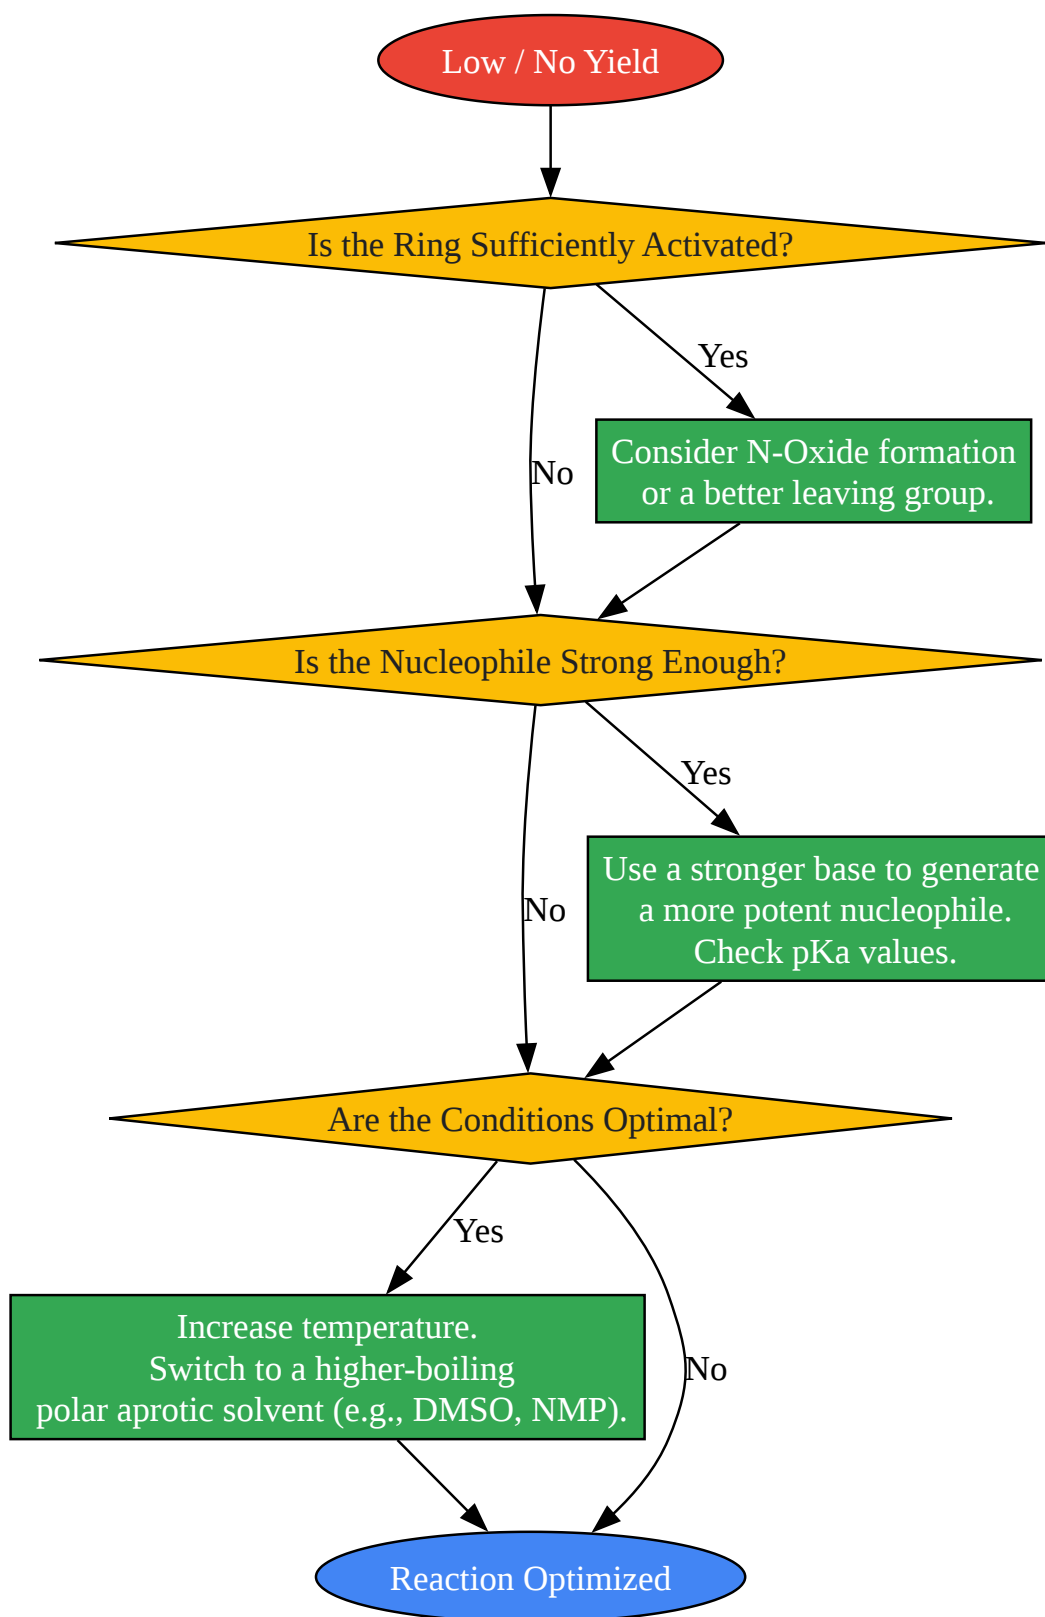 Low / No Yield
Is the Ring Sufficiently Activated?
Yes
Consider N-Oxide formation
or a better leaving group.
No
Is the Nucleophile Strong Enough?
Yes
Use a stronger base to generate
a more potent nucleophile.
Check pKa values.
No
Are the Conditions Optimal?
Yes
Increase temperature.
Switch to a higher-boiling
polar aprotic solvent (e.g., DMSO, NMP).
No
Reaction Optimized